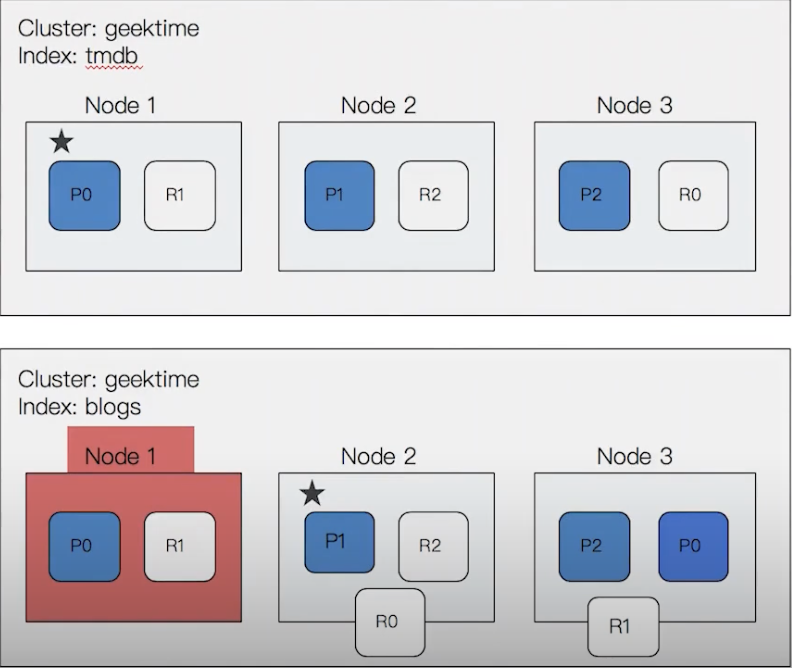 Cluster: geektime
Index: tmdb
Node 1
Node 2
Node 3
P0
R1
P1
R2
P2
R0
Cluster: geektime
Index: blogs
Node 1
Node 2
Node 3
P0
R1
P1
R2
P2
P0
R0
R1